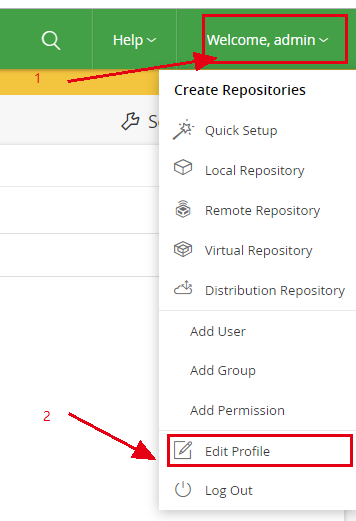 Help
Welcome, admin
1
Create Repositories
Quick Setup
Local Repository
Remote Repository
Virtual Repository
Distribution Repository
Add User
Add Group
Add Permission
2
Edit Profile
Log Out